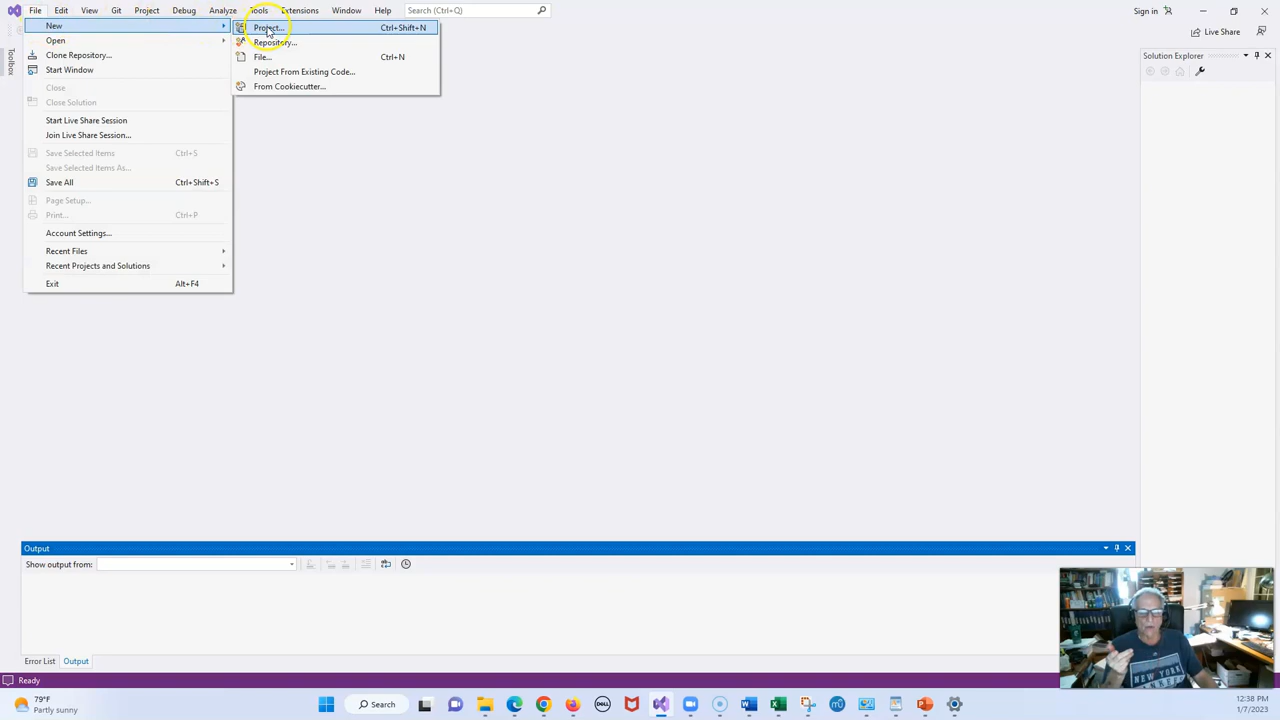 File Edit View Git Project Debug Analyze Tools Extensions Window Help Search (Ctrl+Q) Sign in
Live Share
Toolbox
New
Open
Clone Repository...
Start Window
Close
Close Solution
Start Live Share Session
Join Live Share Session...
Save Selected Items Ctrl+S
Save Selected Items As...
Save All Ctrl+Shift+S
Page Setup...
Print... Ctrl+P
Account Settings...
Recent Files
Recent Projects and Solutions
Exit Alt+F4
Project... Ctrl+Shift+N
Repository...
File... Ctrl+N
Project From Existing Code...
From Cookiecutter...
Solution Explorer
Output
Show output from:
Error List Output
Ready
NEW YORK
79°F
Partly sunny
Search
DELL
12:38 PM
1/7/2023